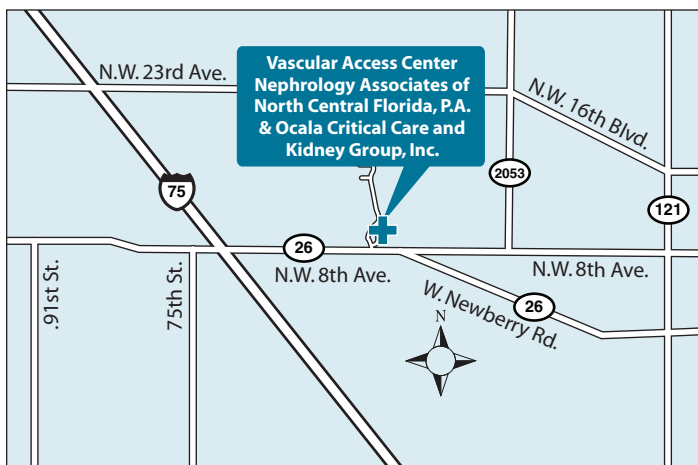 Vascular Access Center
Nephrology Associates of
North Central Florida, P.A.
& Ocala Critical Care and
Kidney Group, Inc.
N.W. 23rd Ave.
N.W. 16th Blvd.
2053
75
121
26
N.W. 8th Ave.
N.W. 8th Ave.
.91st St.
75th St.
W. Newberry Rd.
26
N